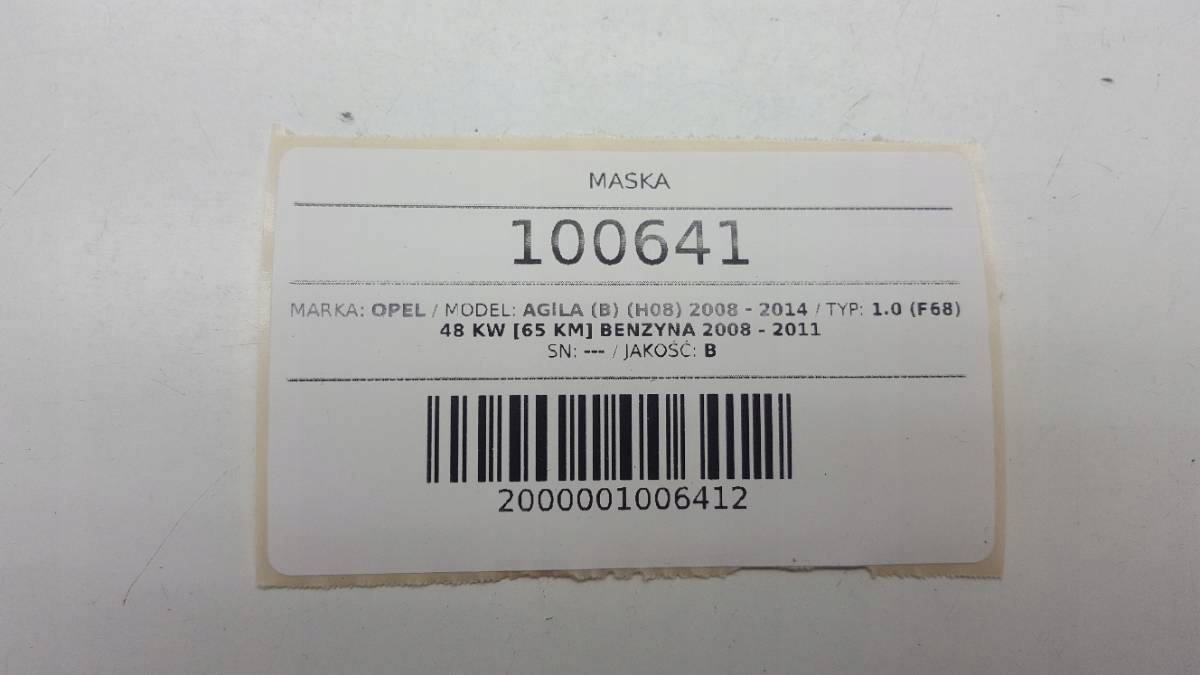 MASKA
100641
MARKA: OPEL / MODEL: AGILA (B) (H08) 2008 - 2014 / TYP: 1.0 (F68)
48 KW [65 KM] BENZYNA 2008 - 2011
SN: --- / JAKOŚĆ: B
2000001006412